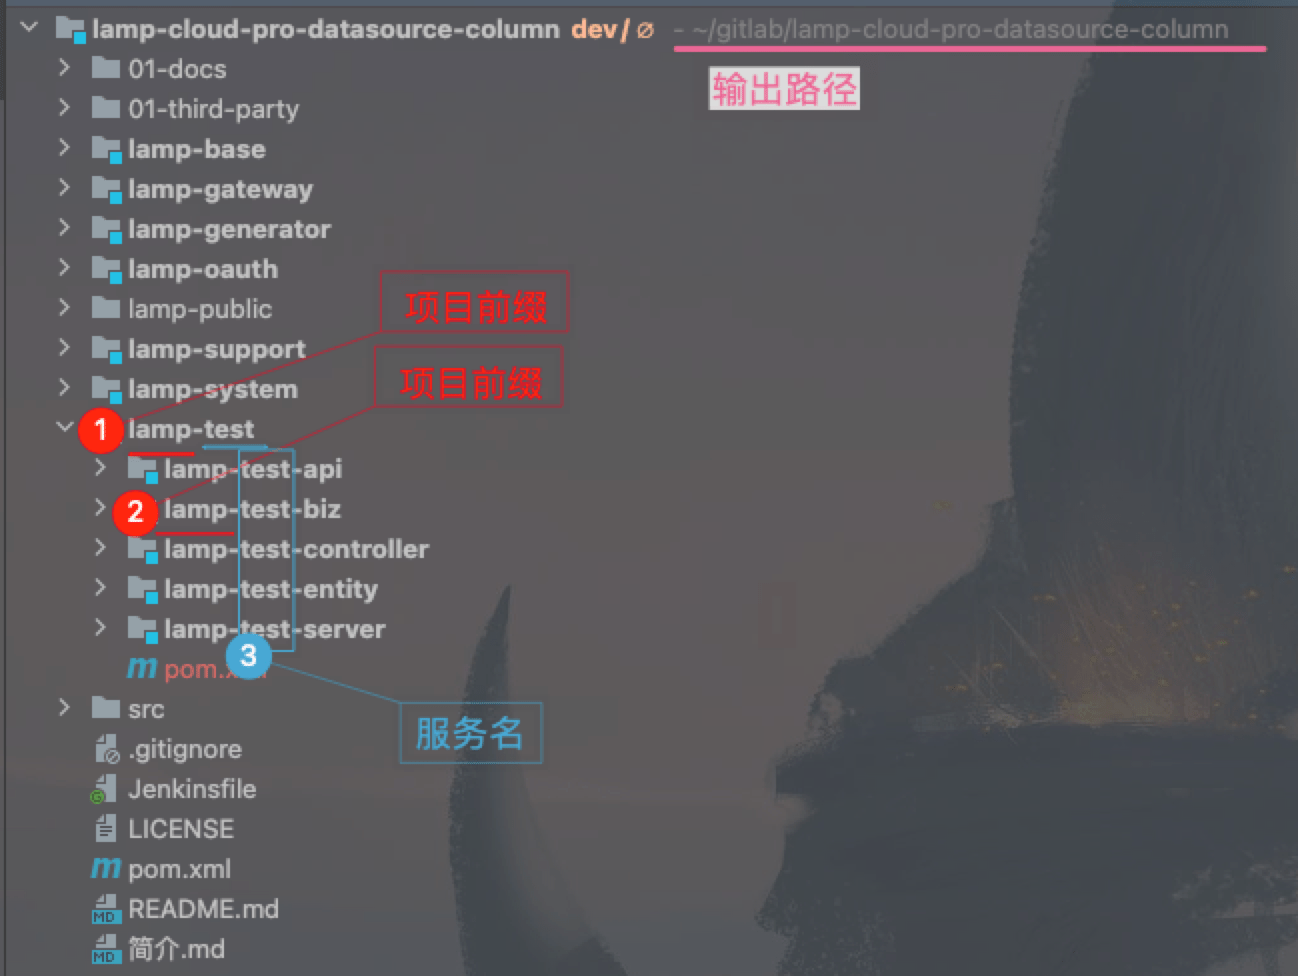 lamp-cloud-pro-datasource-column dev/ ∅ - ~/gitlab/lamp-cloud-pro-datasource-column
输出路径
01-docs
01-third-party
lamp-base
lamp-gateway
lamp-generator
lamp-oauth
项目前缀
lamp-public
lamp-support
项目前缀
lamp-system
1 lamp-test
lamp-test-api
2 lamp-test-biz
lamp-test-controller
lamp-test-entity
lamp-test-server
3
pom.xml
src
服务名
.gitignore
Jenkinsfile
LICENSE
pom.xml
README.md
简介.md